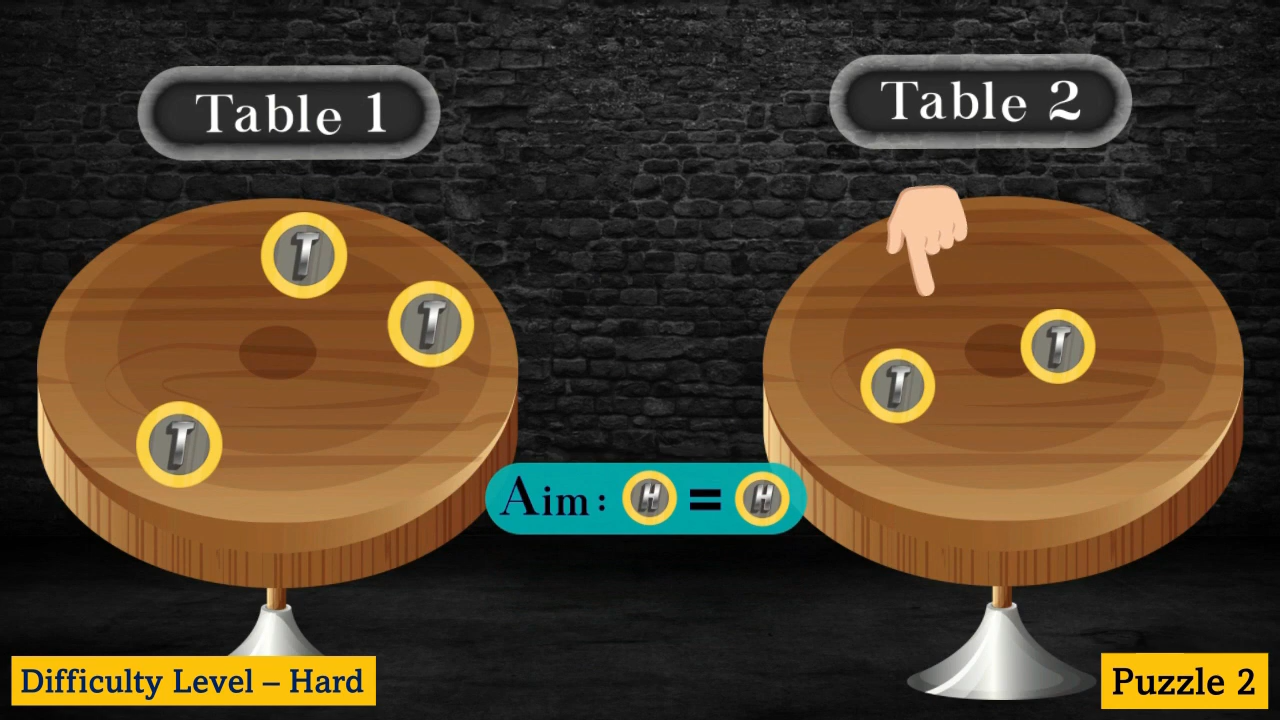 Table 1
Table 2
T
T
T
T
T
Aim: H = H
Difficulty Level – Hard
Puzzle 2